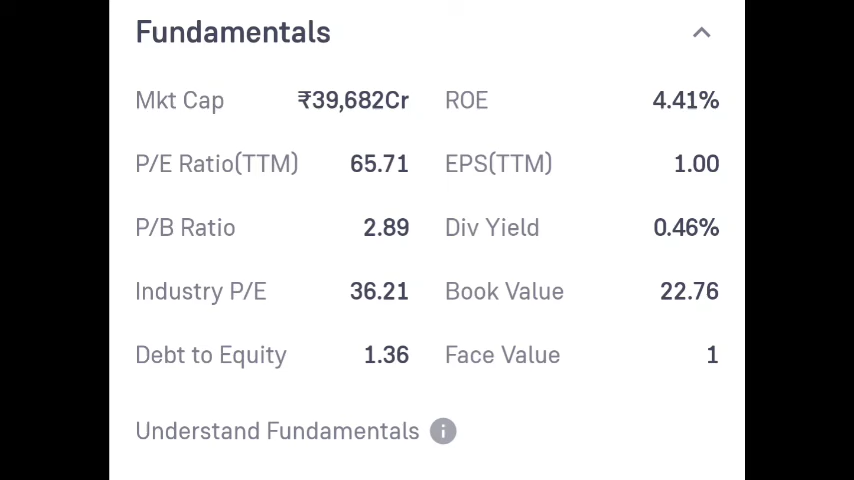 Fundamentals
Mkt Cap ₹39,682Cr ROE 4.41%
P/E Ratio(TTM) 65.71 EPS(TTM) 1.00
P/B Ratio 2.89 Div Yield 0.46%
Industry P/E 36.21 Book Value 22.76
Debt to Equity 1.36 Face Value 1
Understand Fundamentals i